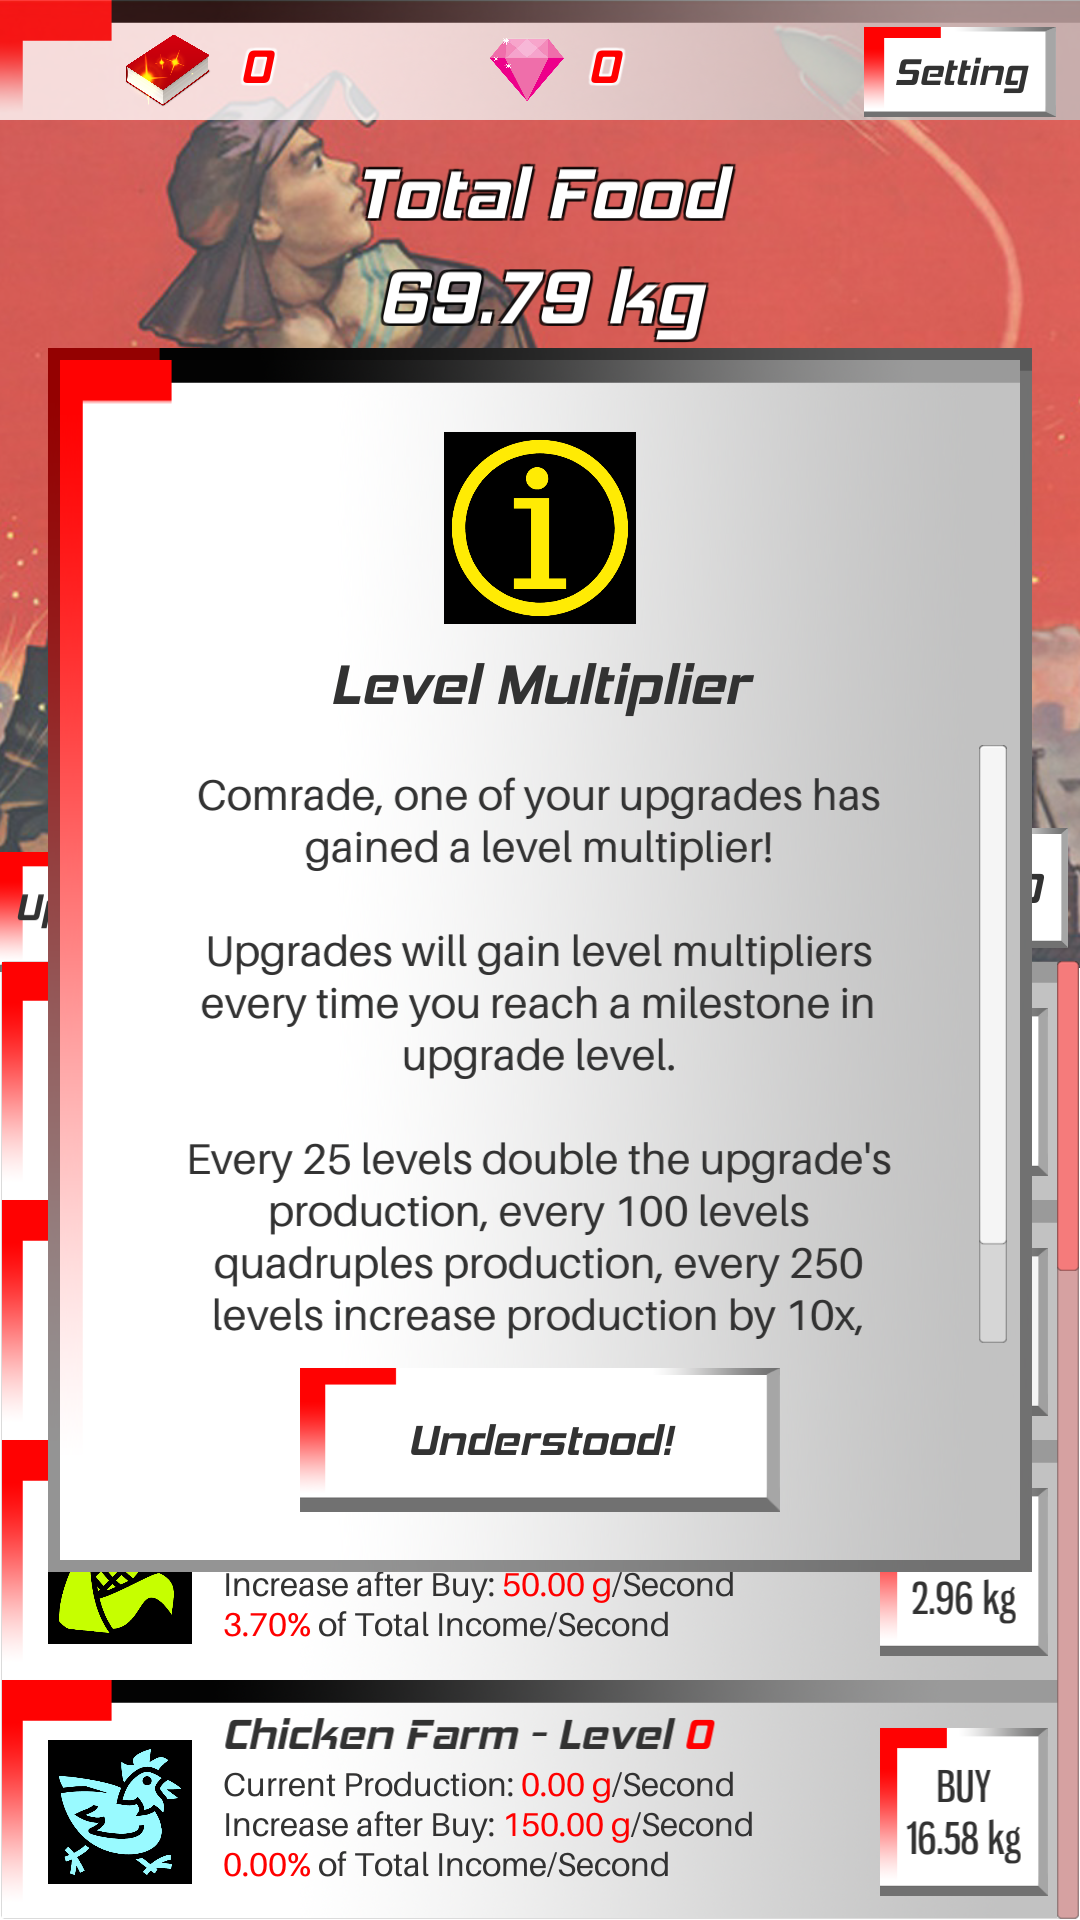 0
0
Setting
Total Food
69.79 kg
Level Multiplier
Comrade, one of your upgrades has
gained a level multiplier!
Upgrades will gain level multipliers
every time you reach a milestone in
upgrade level.
Every 25 levels double the upgrade's
production, every 100 levels
quadruples production, every 250
levels increase production by 10x,
Understood!
Increase after Buy: 50.00 g/Second
3.70% of Total Income/Second
2.96 kg
Chicken Farm - Level 0
Current Production: 0.00 g/Second
Increase after Buy: 150.00 g/Second
0.00% of Total Income/Second
BUY
16.58 kg